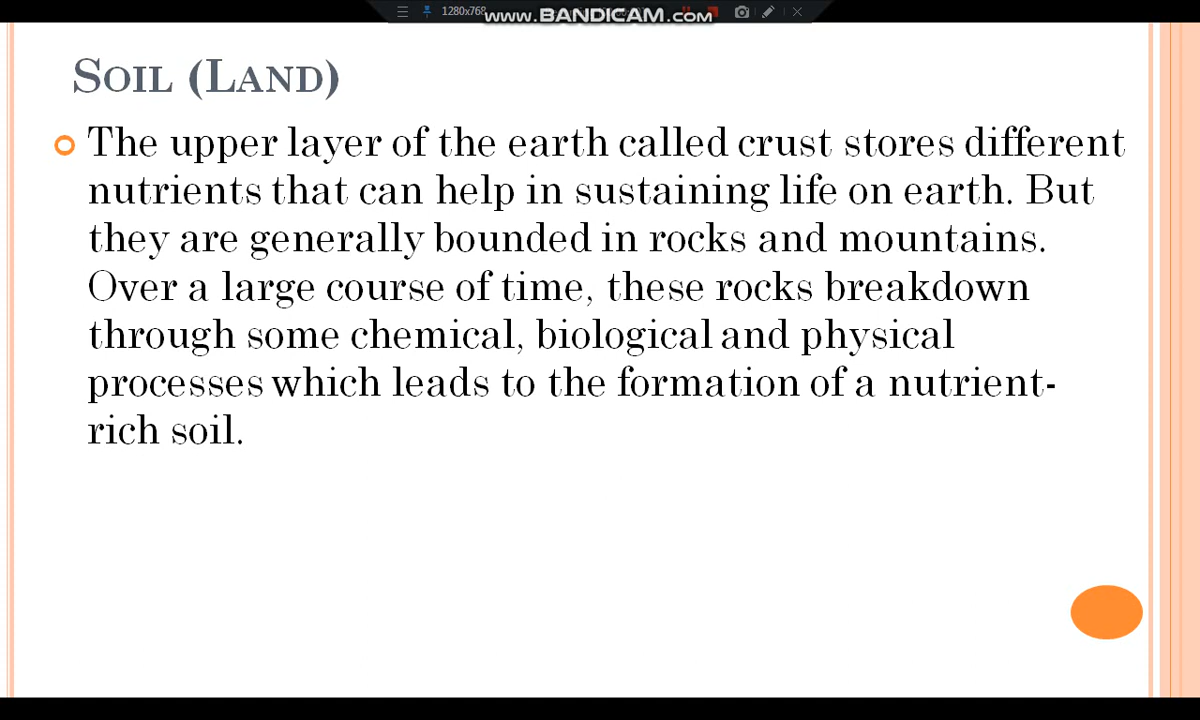 1280x768
www.BANDICAM.com
SOIL (LAND)
The upper layer of the earth called crust stores different
nutrients that can help in sustaining life on earth. But
they are generally bounded in rocks and mountains.
Over a large course of time, these rocks breakdown
through some chemical, biological and physical
processes which leads to the formation of a nutrient-
rich soil.